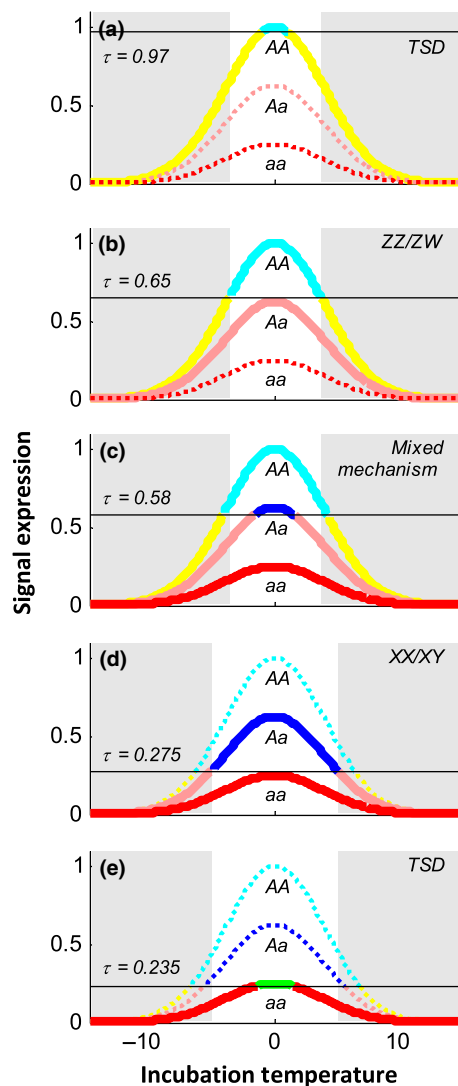 (a) TSD
1
τ = 0.97
AA
0.5
Aa
aa
0
(b) ZZ/ZW
1
AA
τ = 0.65
0.5
Aa
aa
0
(c) Mixed
mechanism
1
AA
τ = 0.58
0.5
Aa
aa
0
(d) XX/XY
1
AA
0.5
Aa
τ = 0.275
aa
0
(e) TSD
1
AA
0.5
Aa
τ = 0.235
aa
0
−10 0 10
Incubation temperature
Signal expression